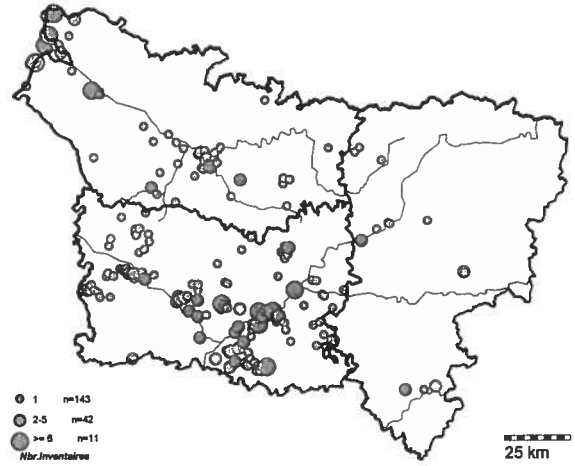 1 n=143
2-5 n=42
>= 6 n=11
Nbr.Inventaires
25 km